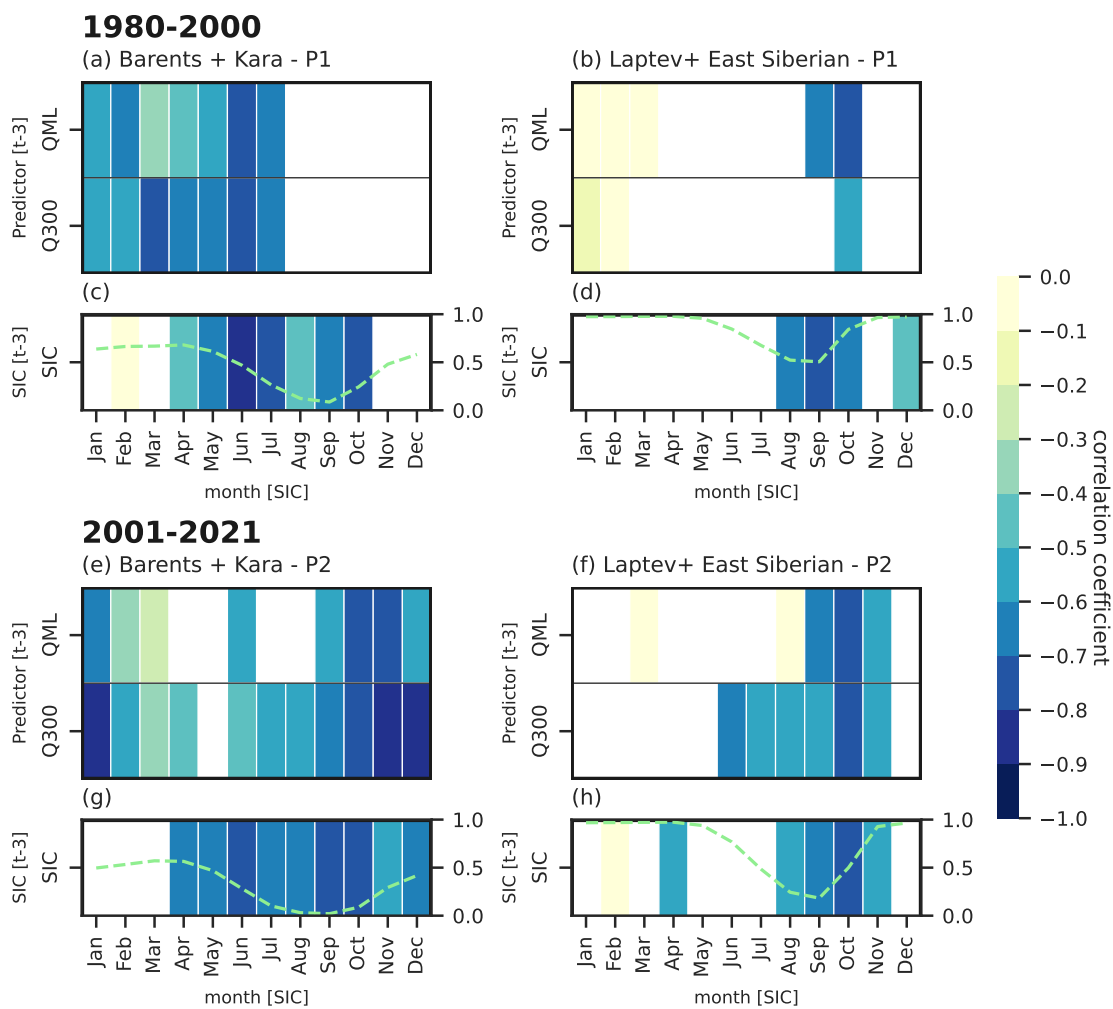 1980-2000
(a) Barents + Kara - P1
(b) Laptev+ East Siberian - P1
Predictor [t-3]
QML
Q300
Predictor [t-3]
QML
Q300
(c)
(d)
SIC [t-3]
SIC
1.0
0.5
0.0
SIC [t-3]
SIC
1.0
0.5
0.0
Jan Feb Mar Apr May Jun Jul Aug Sep Oct Nov Dec
Jan Feb Mar Apr May Jun Jul Aug Sep Oct Nov Dec
month [SIC]
month [SIC]
2001-2021
(e) Barents + Kara - P2
(f) Laptev+ East Siberian - P2
Predictor [t-3]
QML
Q300
Predictor [t-3]
QML
Q300
(g)
(h)
SIC [t-3]
SIC
1.0
0.5
0.0
SIC [t-3]
SIC
1.0
0.5
0.0
Jan Feb Mar Apr May Jun Jul Aug Sep Oct Nov Dec
Jan Feb Mar Apr May Jun Jul Aug Sep Oct Nov Dec
month [SIC]
month [SIC]
0.0
−0.1
−0.2
−0.3
−0.4
−0.5
−0.6
−0.7
−0.8
−0.9
−1.0
correlation coefficient